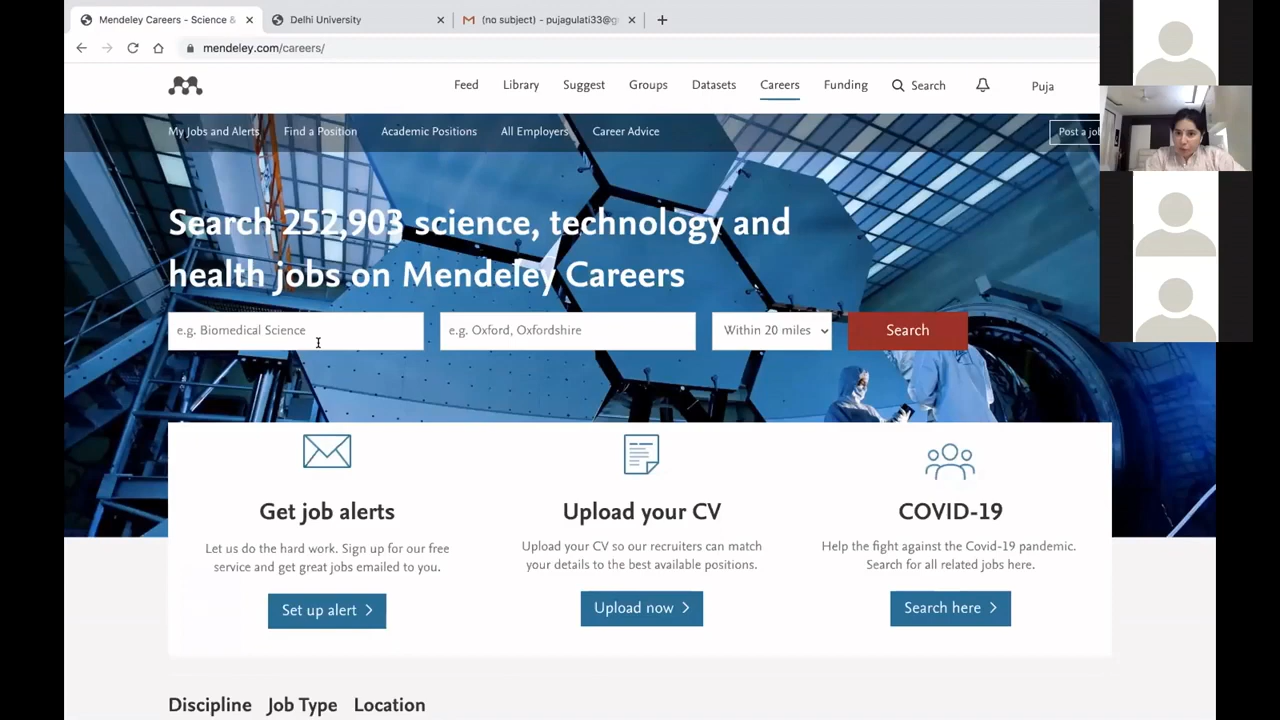 Mendeley Careers - Science &
Delhi University
(no subject) - pujagulati33@g
mendeley.com/careers/
Feed Library Suggest Groups Datasets Careers Funding Search Puja
My Jobs and Alerts Find a Position Academic Positions All Employers Career Advice Post a job
Search 252,903 science, technology and
health jobs on Mendeley Careers
e.g. Biomedical Science e.g. Oxford, Oxfordshire Within 20 miles Search
Get job alerts
Let us do the hard work. Sign up for our free
service and get great jobs emailed to you.
Set up alert
Upload your CV
Upload your CV so our recruiters can match
your details to the best available positions.
Upload now
COVID-19
Help the fight against the Covid-19 pandemic.
Search for all related jobs here.
Search here
Discipline Job Type Location